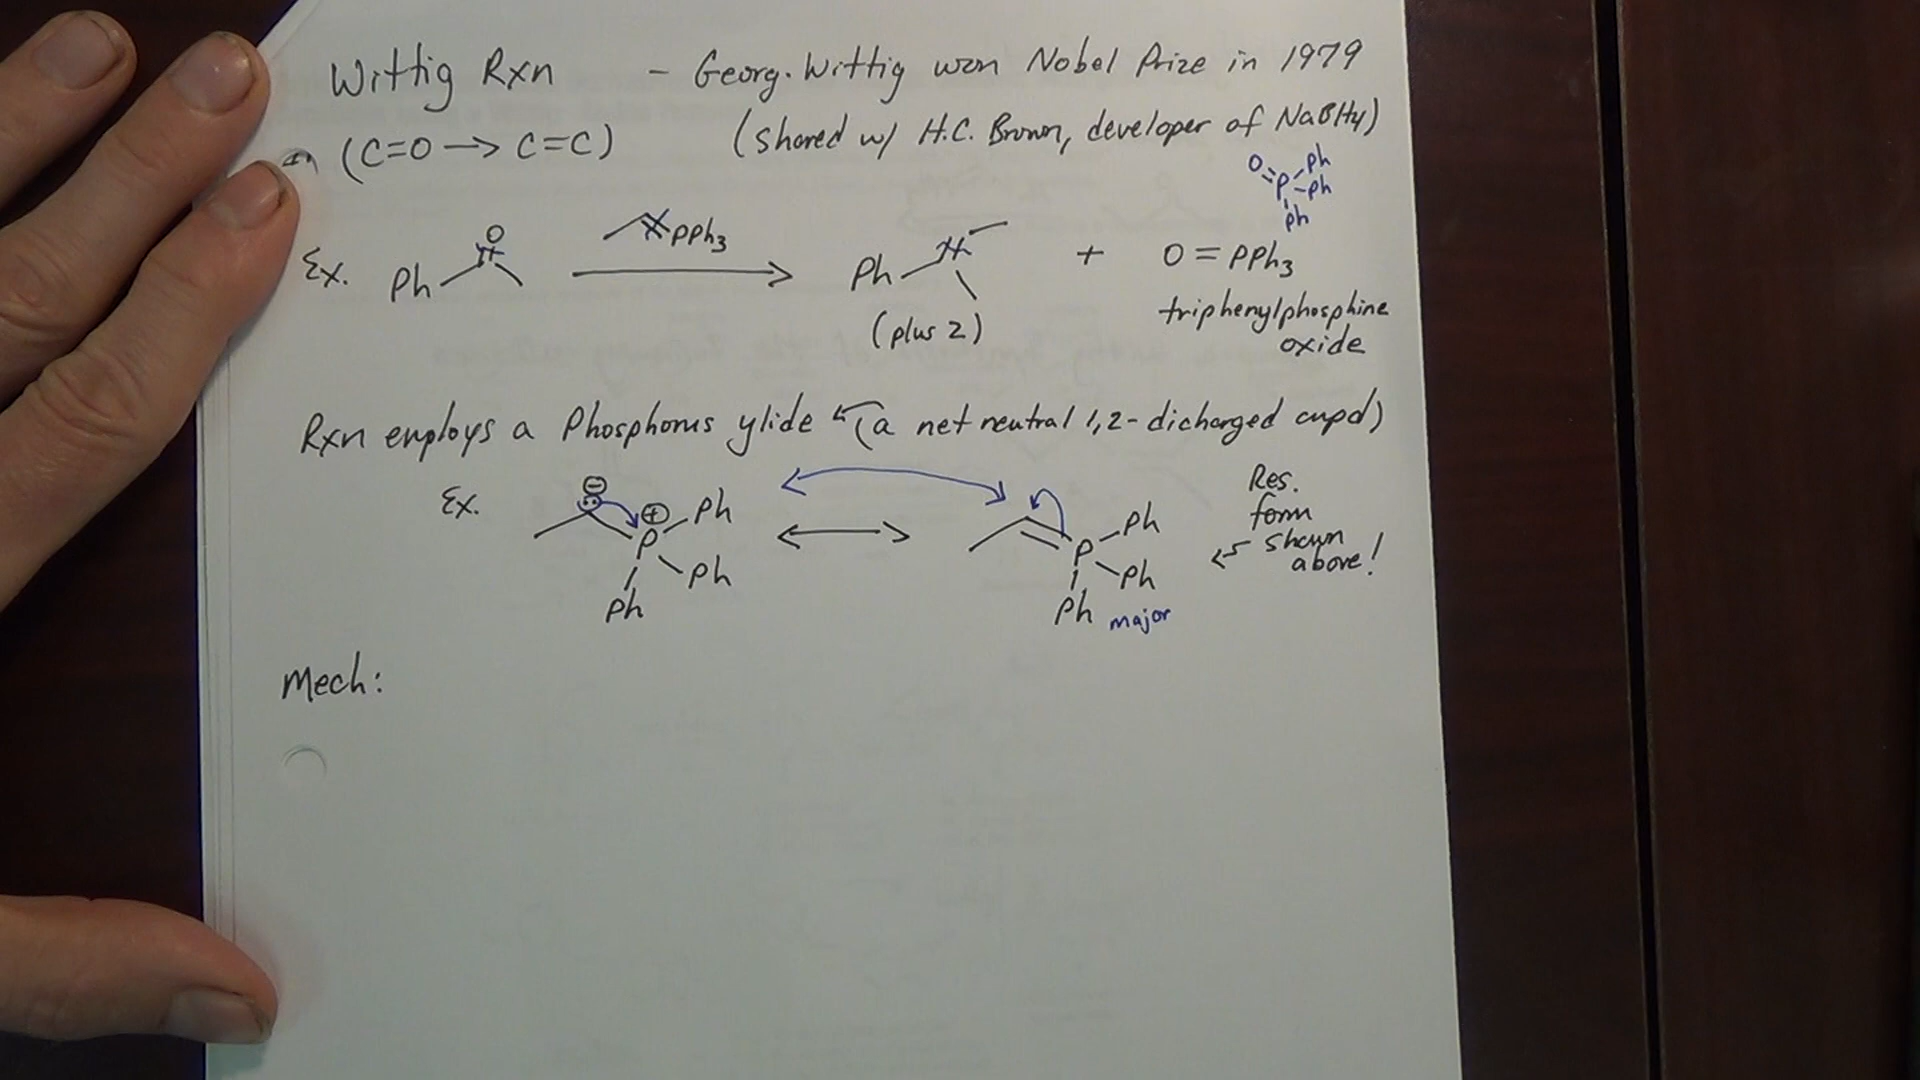 Wittig Rxn - Georg. Wittig won Nobel Prize in 1979
(C=O → C=C) (shared w/ H.C. Brown, developer of NaBH4)
O=P-Ph
Ph
Ph
Ex. Ph O PPh3 Ph + O = PPh3
(plus Z) triphenylphosphine
oxide
Rxn employs a Phosphorus ylide ← (a net neutral 1,2-dicharged cmpd)
Ex. ⊖ : ⊕ P Ph Ph Ph ↔ P Ph Ph Ph major
Res.
form
← shown
above!
Mech: